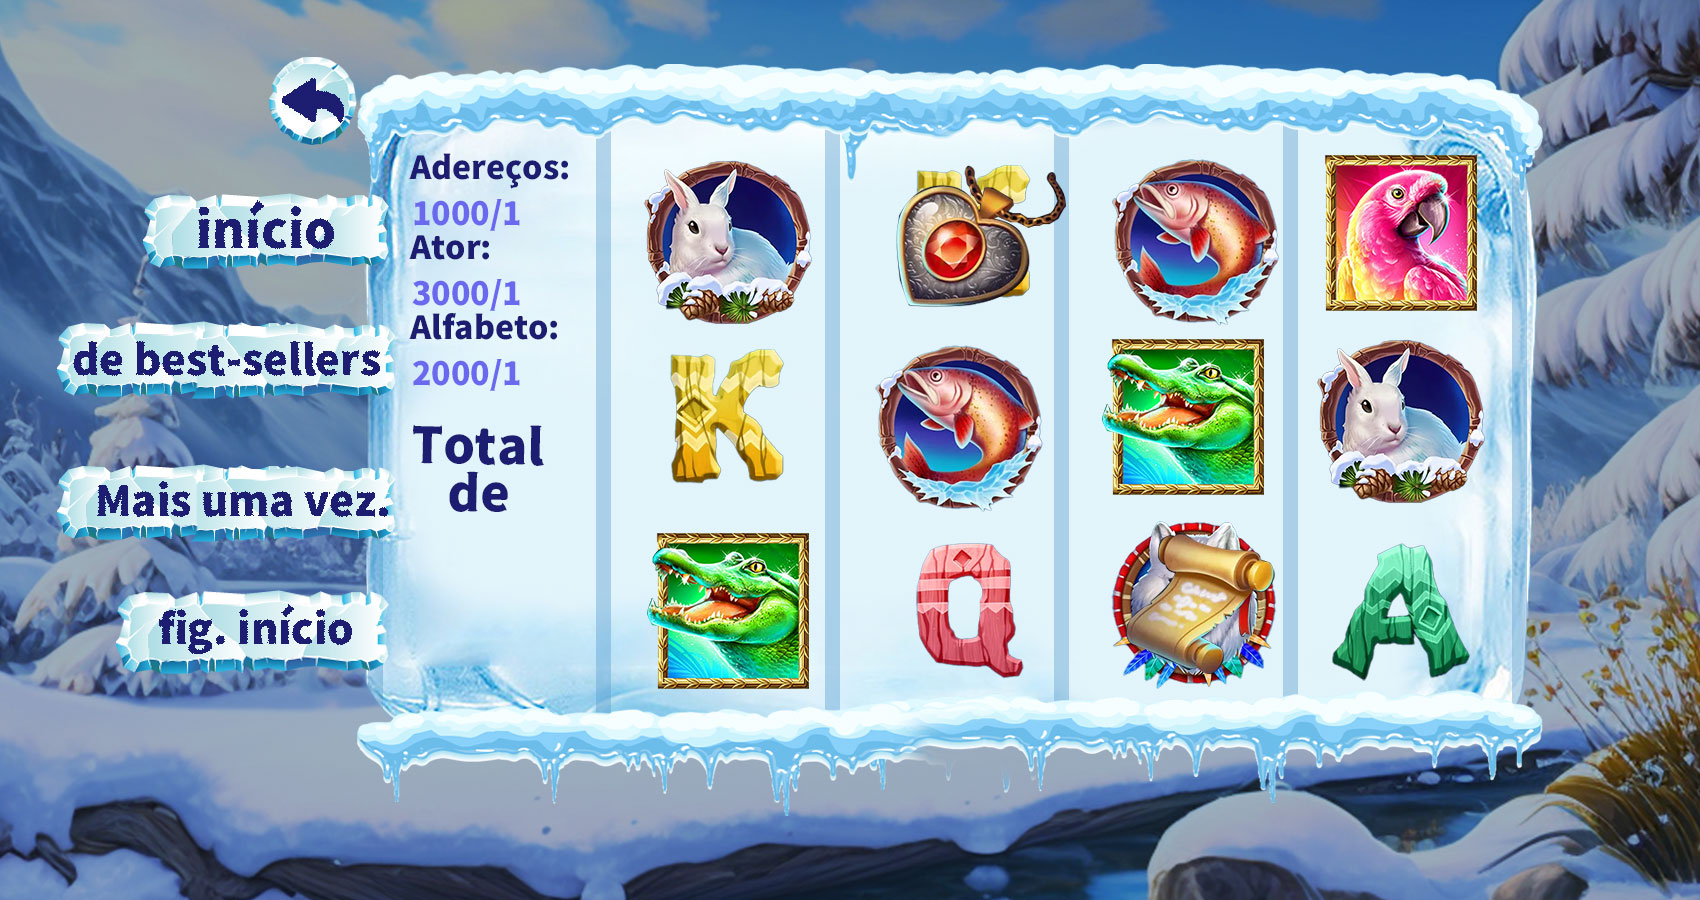 início
de best-sellers
Mais uma vez.
fig. início
Adereços:
1000/1
Ator:
3000/1
Alfabeto:
2000/1
Total
de
K
Q
A